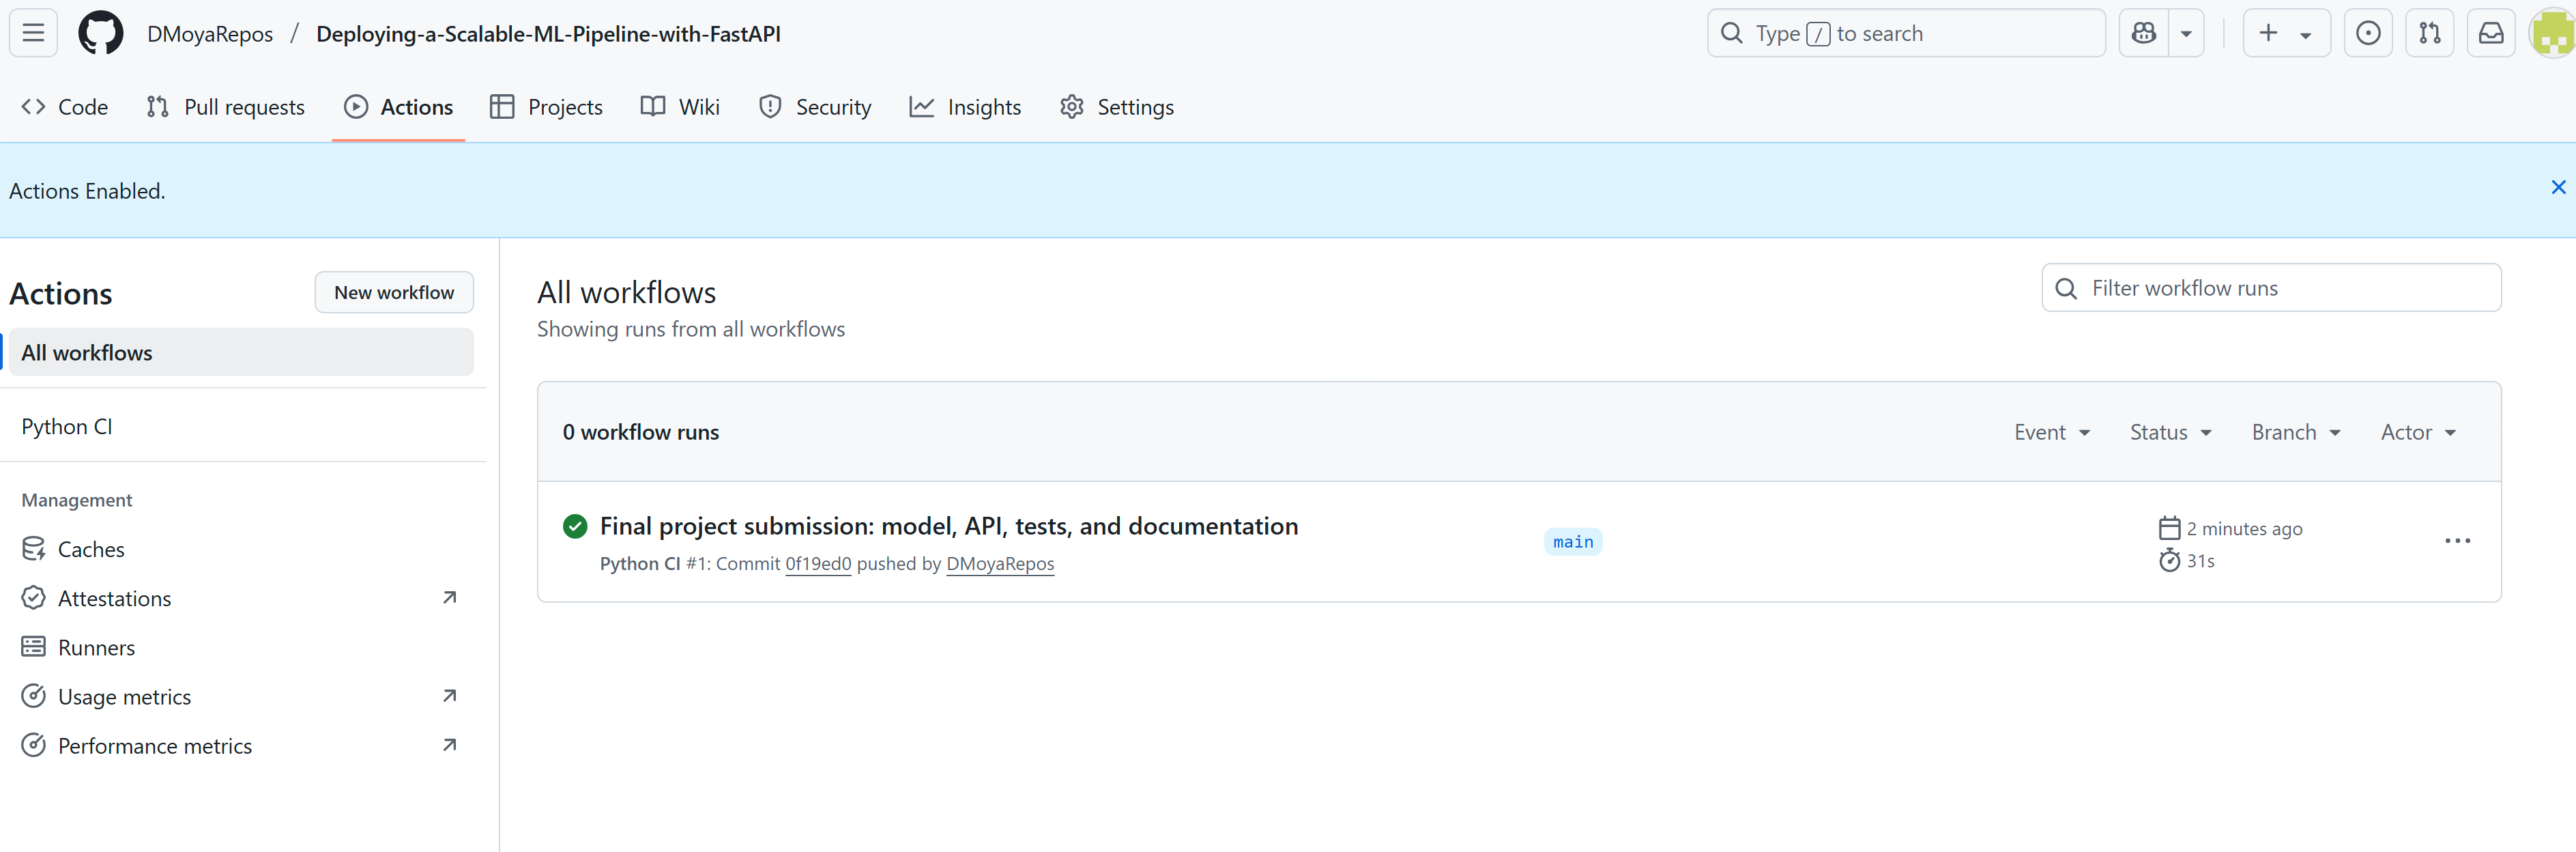 DMoyaRepos / Deploying-a-Scalable-ML-Pipeline-with-FastAPI
Type / to search
Code
Pull requests
Actions
Projects
Wiki
Security
Insights
Settings
Actions Enabled.
Actions
New workflow
All workflows
Python CI
Management
Caches
Attestations
Runners
Usage metrics
Performance metrics
All workflows
Showing runs from all workflows
Filter workflow runs
0 workflow runs
Event
Status
Branch
Actor
Final project submission: model, API, tests, and documentation
Python CI #1: Commit 0f19ed0 pushed by DMoyaRepos
main
2 minutes ago
31s